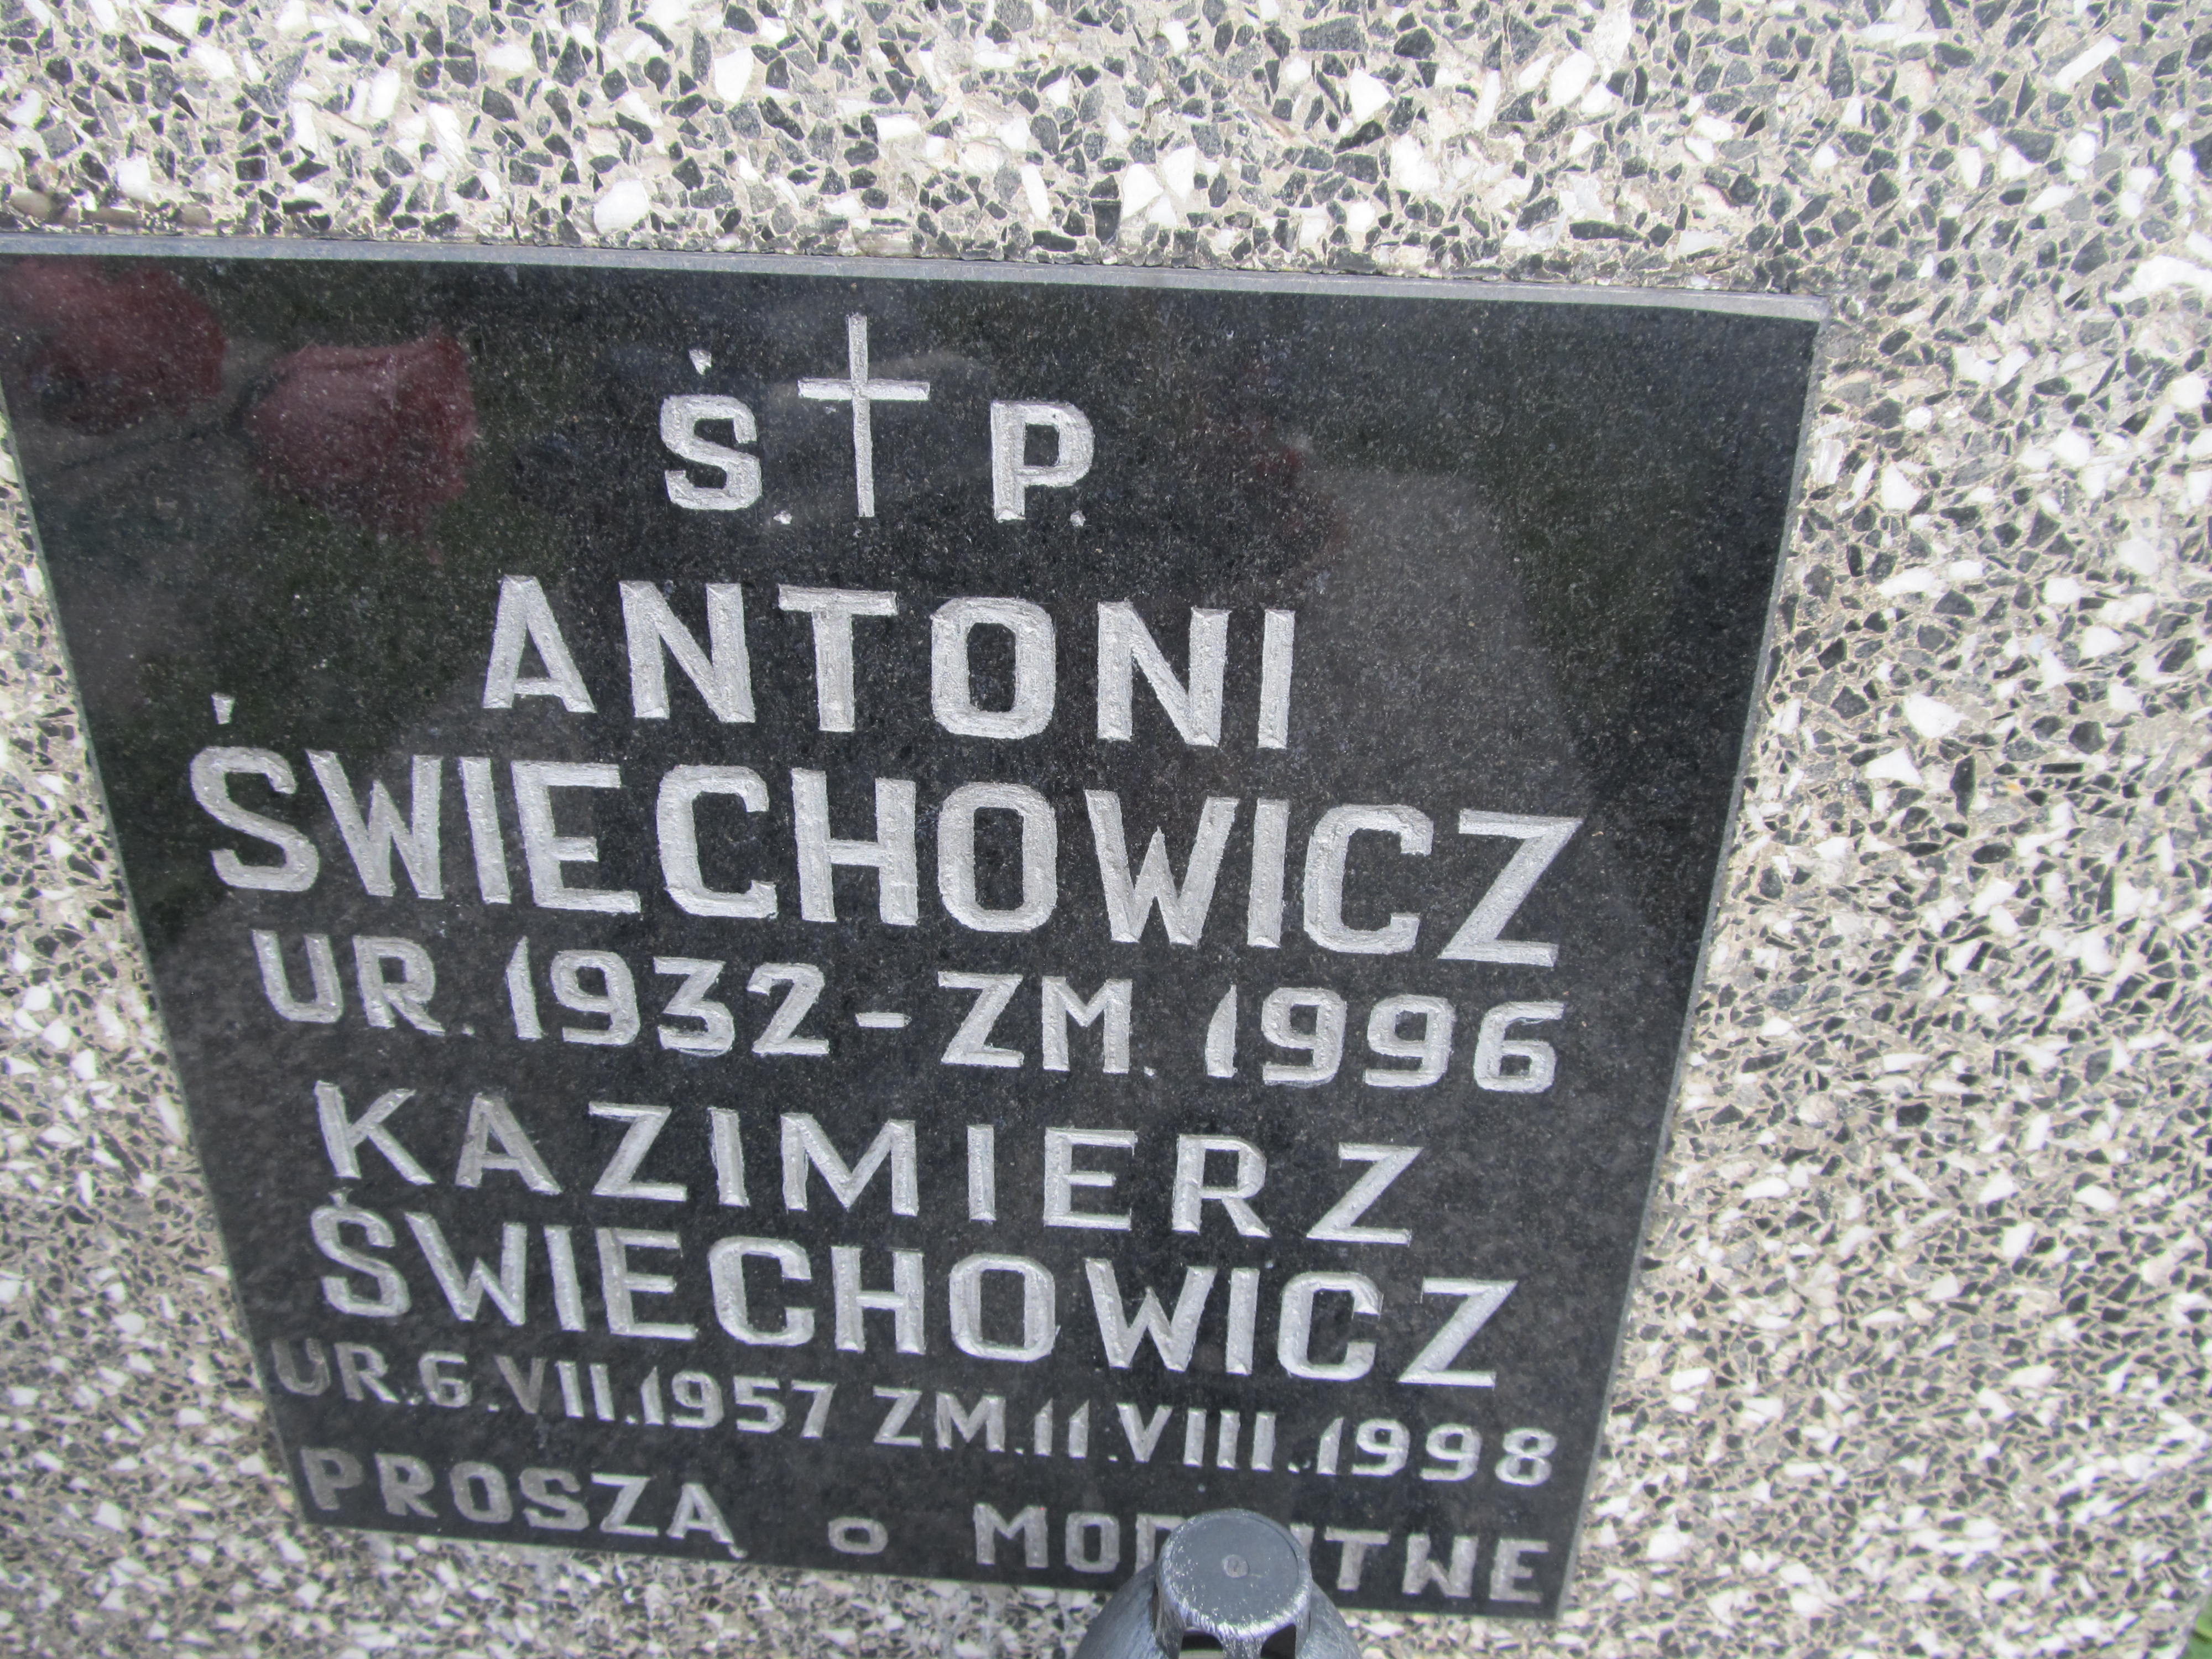 Ś. P.
ANTONI
ŚWIECHOWICZ
UR. 1932 - ZM. 1996
KAZIMIERZ
ŚWIECHOWICZ
UR. 6. VII. 1957 ZM. 11. VIII. 1998
PROSZĄ O